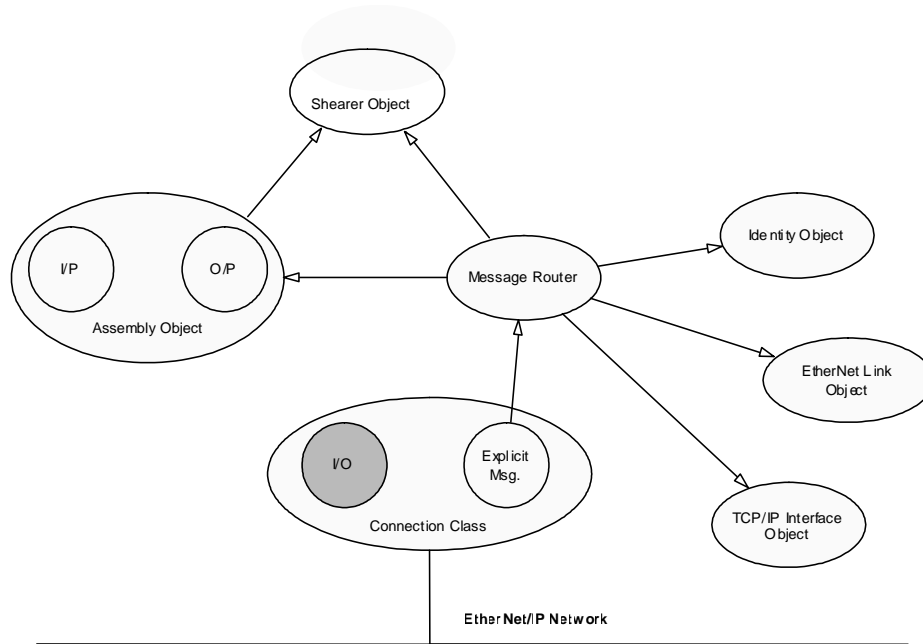 Shearer Object
Identity Object
I/P
O/P
Message Router
Assembly Object
EtherNet Link
Object
I/O
Explicit
Msg.
Connection Class
TCP/IP Interface
Object
EtherNet/IP Network